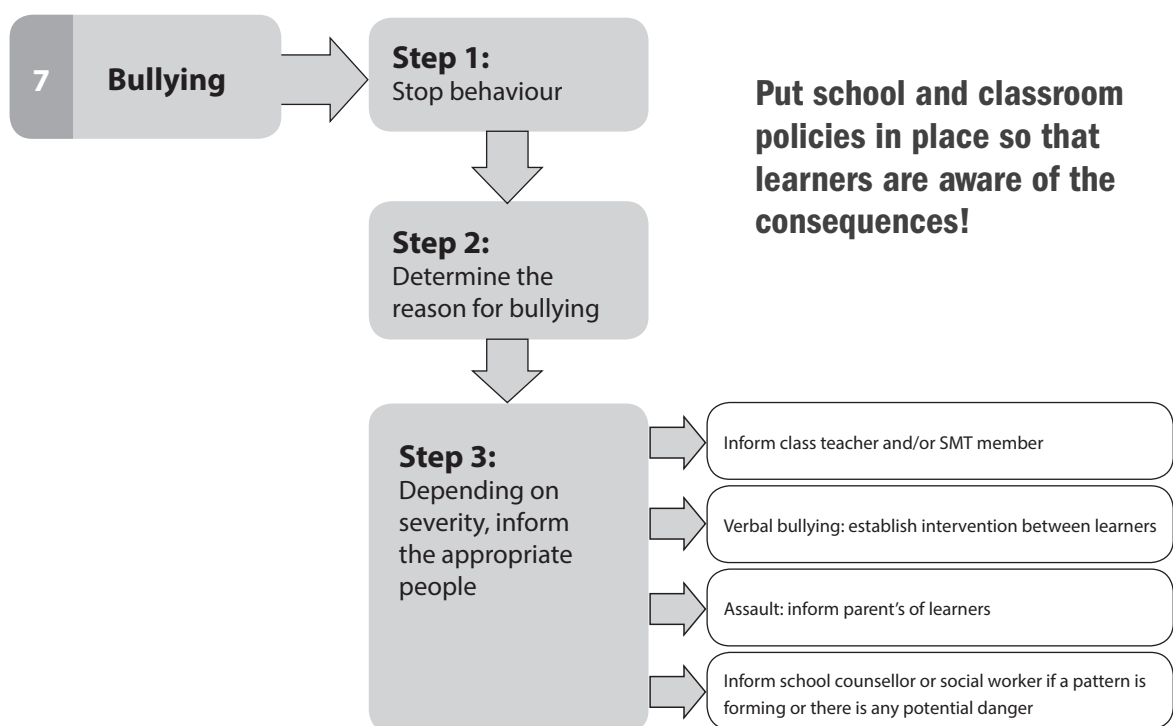 7
Bullying
Step 1:
Stop behaviour
Put school and classroom
policies in place so that
learners are aware of the
consequences!
Step 2:
Determine the
reason for bullying
Step 3:
Depending on
severity, inform
the appropriate
people
Inform class teacher and/or SMT member
Verbal bullying: establish intervention between learners
Assault: inform parent's of learners
Inform school counsellor or social worker if a pattern is
forming or there is any potential danger